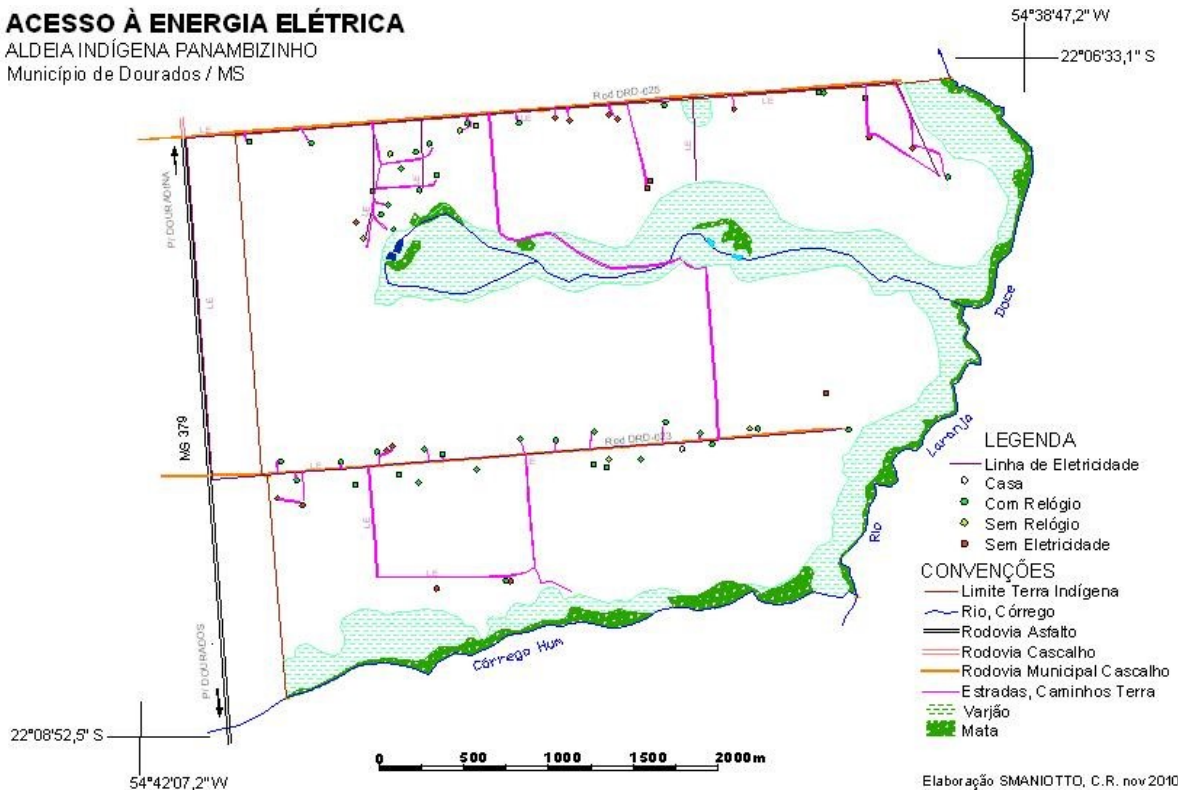 ACESSO À ENERGIA ELÉTRICA
ALDEIA INDÍGENA PANAMBIZINHO
Município de Dourados / MS
54°38'47,2" W
22°06'33,1" S
Rod DRD-025
LE
LE
LE
LE
LE
P/ DOURADINA
LE
LE
Doce
MS 379
Rod DRD-023
LE
LE
LE
LE
LE
Laranja
Rio
LEGENDA
Linha de Eletricidade
Casa
Com Relógio
Sem Relógio
Sem Eletricidade
CONVENÇÕES
Limite Terra Indígena
Rio, Córrego
Rodovia Asfalto
Rodovia Cascalho
Rodovia Municipal Cascalho
Estradas, Caminhos Terra
Varjão
Mata
P/ DOURADOS
Córrego Hum
22°08'52,5" S
54°42'07,2" W
0 500 1000 1500 2000m
Elaboração SMANIOTTO, C.R. nov 2010